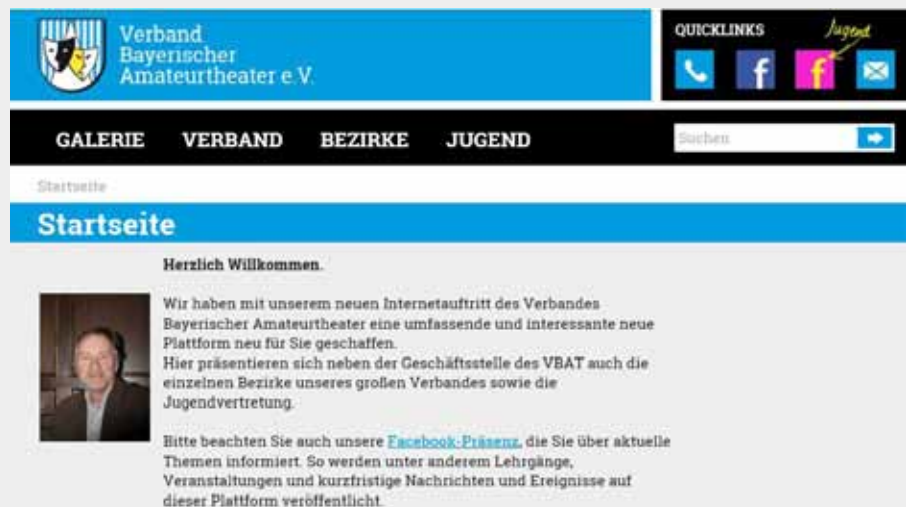 Verband
Bayerischer
Amateurtheater e.V.
QUICKLINKS
Jugend
GALERIE VERBAND BEZIRKE JUGEND
Suchen
Startseite
Startseite
Herzlich Willkommen.
Wir haben mit unserem neuen Internetauftritt des Verbandes
Bayerischer Amateurtheater eine umfassende und interessante neue
Plattform neu für Sie geschaffen.
Hier präsentieren sich neben der Geschäftsstelle des VBAT auch die
einzelnen Bezirke unseres großen Verbandes sowie die
Jugendvertretung.
Bitte beachten Sie auch unsere Facebook-Präsenz, die Sie über aktuelle
Themen informiert. So werden unter anderem Lehrgänge,
Veranstaltungen und kurzfristige Nachrichten und Ereignisse auf
dieser Plattform veröffentlicht.